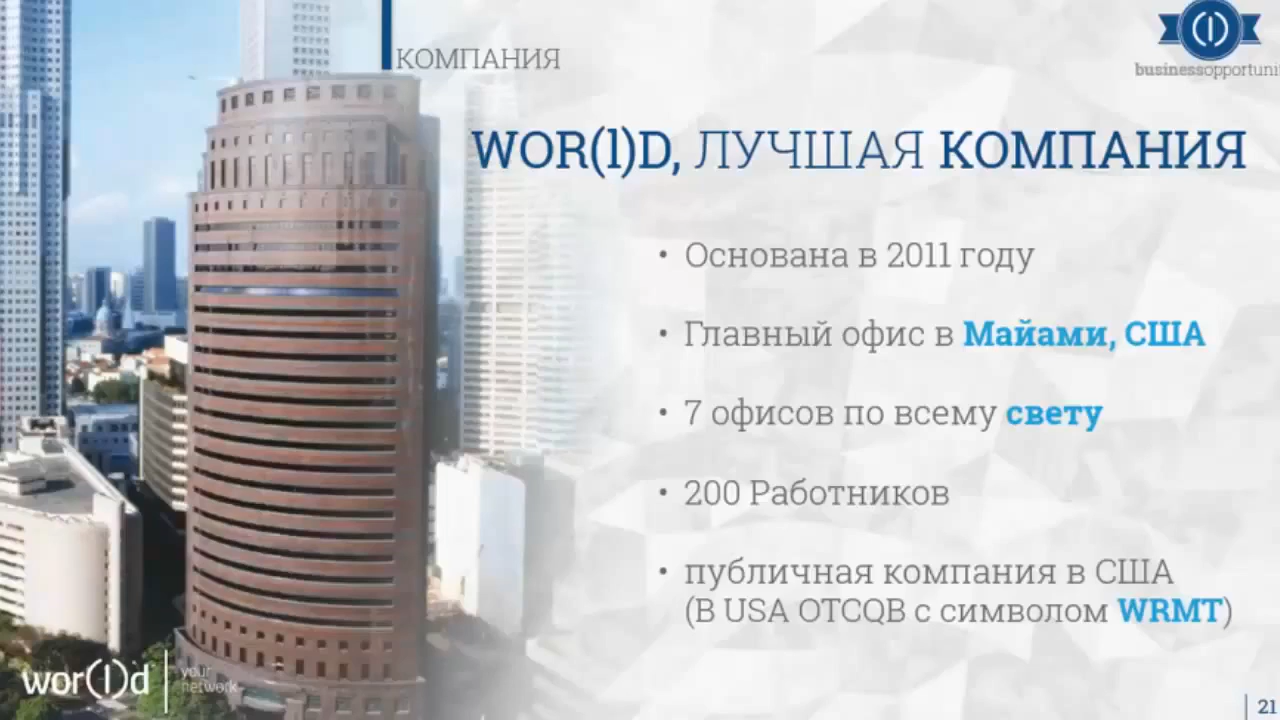 КОМПАНИЯ
businessopportuni
WOR(l)D, ЛУЧШАЯ КОМПАНИЯ
• Основана в 2011 году
• Главный офис в Майами, США
• 7 офисов по всему свету
• 200 Работников
• публичная компания в США
(В USA OTCQB с символом WRMT)
wor(l)d
your
network
21